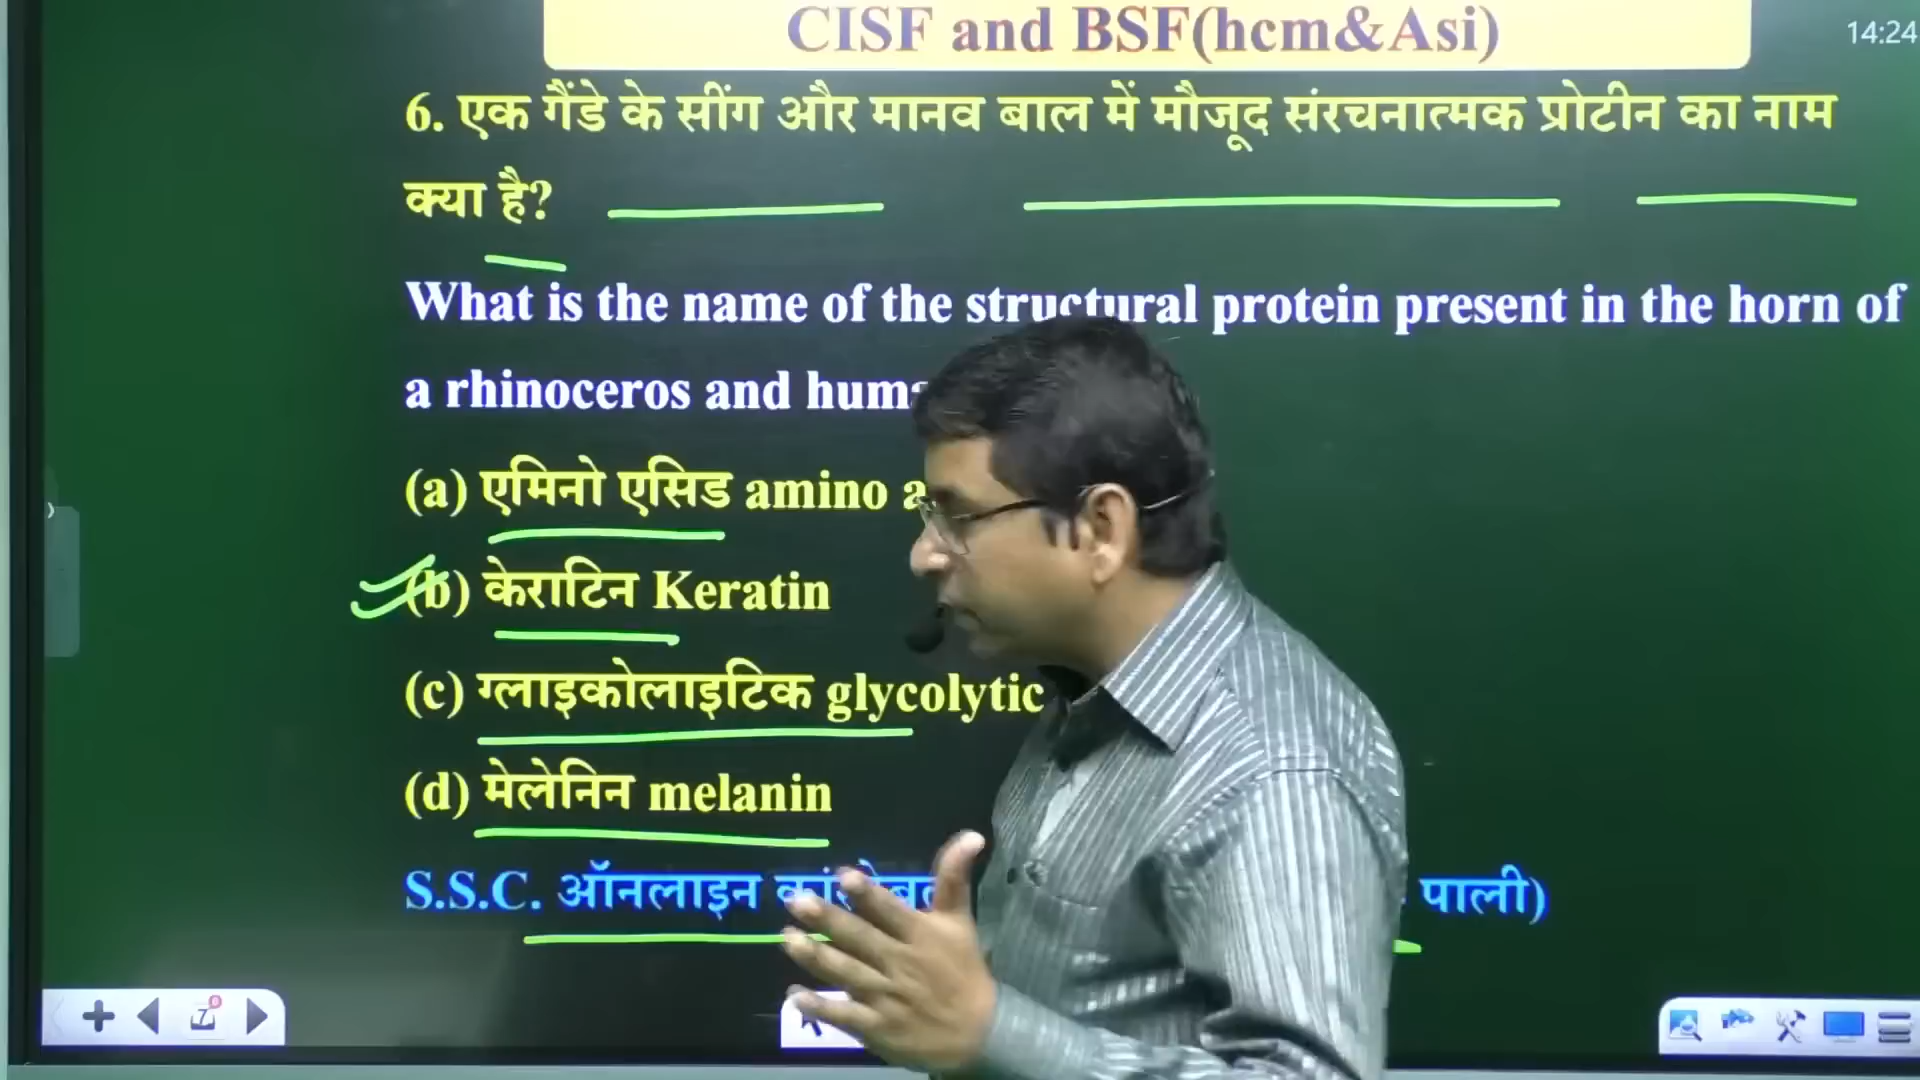 CISF and BSF(hcm&Asi)
14:24
6. एक गैंडे के सींग और मानव बाल में मौजूद संरचनात्मक प्रोटीन का नाम
क्या है?
What is the name of the structural protein present in the horn of
a rhinoceros and
(a) एमिनो एसिड amino
(b) केराटिन Keratin
(c) ग्लाइकोलाइटिक glycolytic
(d) मेलेनिन melanin
S.S.C. ऑनलाइन पाली)
7